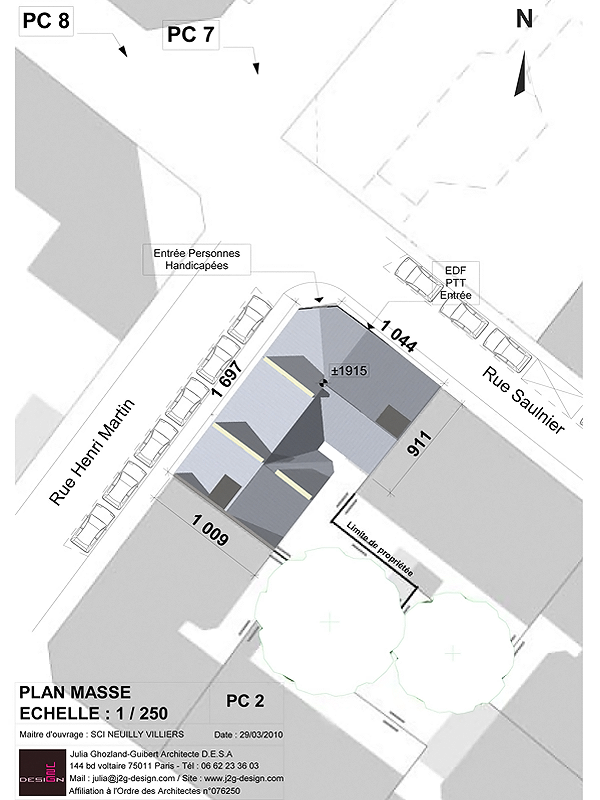 PC 8
PC 7
N
Entrée Personnes
Handicapées
EDF
PTT
Entrée
1 044
±1915
1 697
Rue Saulnier
Rue Henri Martin
911
1 009
Limite de propriétée
PLAN MASSE
ECHELLE : 1 / 250
PC 2
Maitre d'ouvrage : SCI NEUILLY VILLIERS
Date : 29/03/2010
Julia Ghozland-Guibert Architecte D.E.S.A
144 bd voltaire 75011 Paris - Tél : 06 62 23 36 03
Mail : julia@j2g-design.com / Site : www.j2g-design.com
Affiliation à l'Ordre des Architectes n°076250
DESIGN